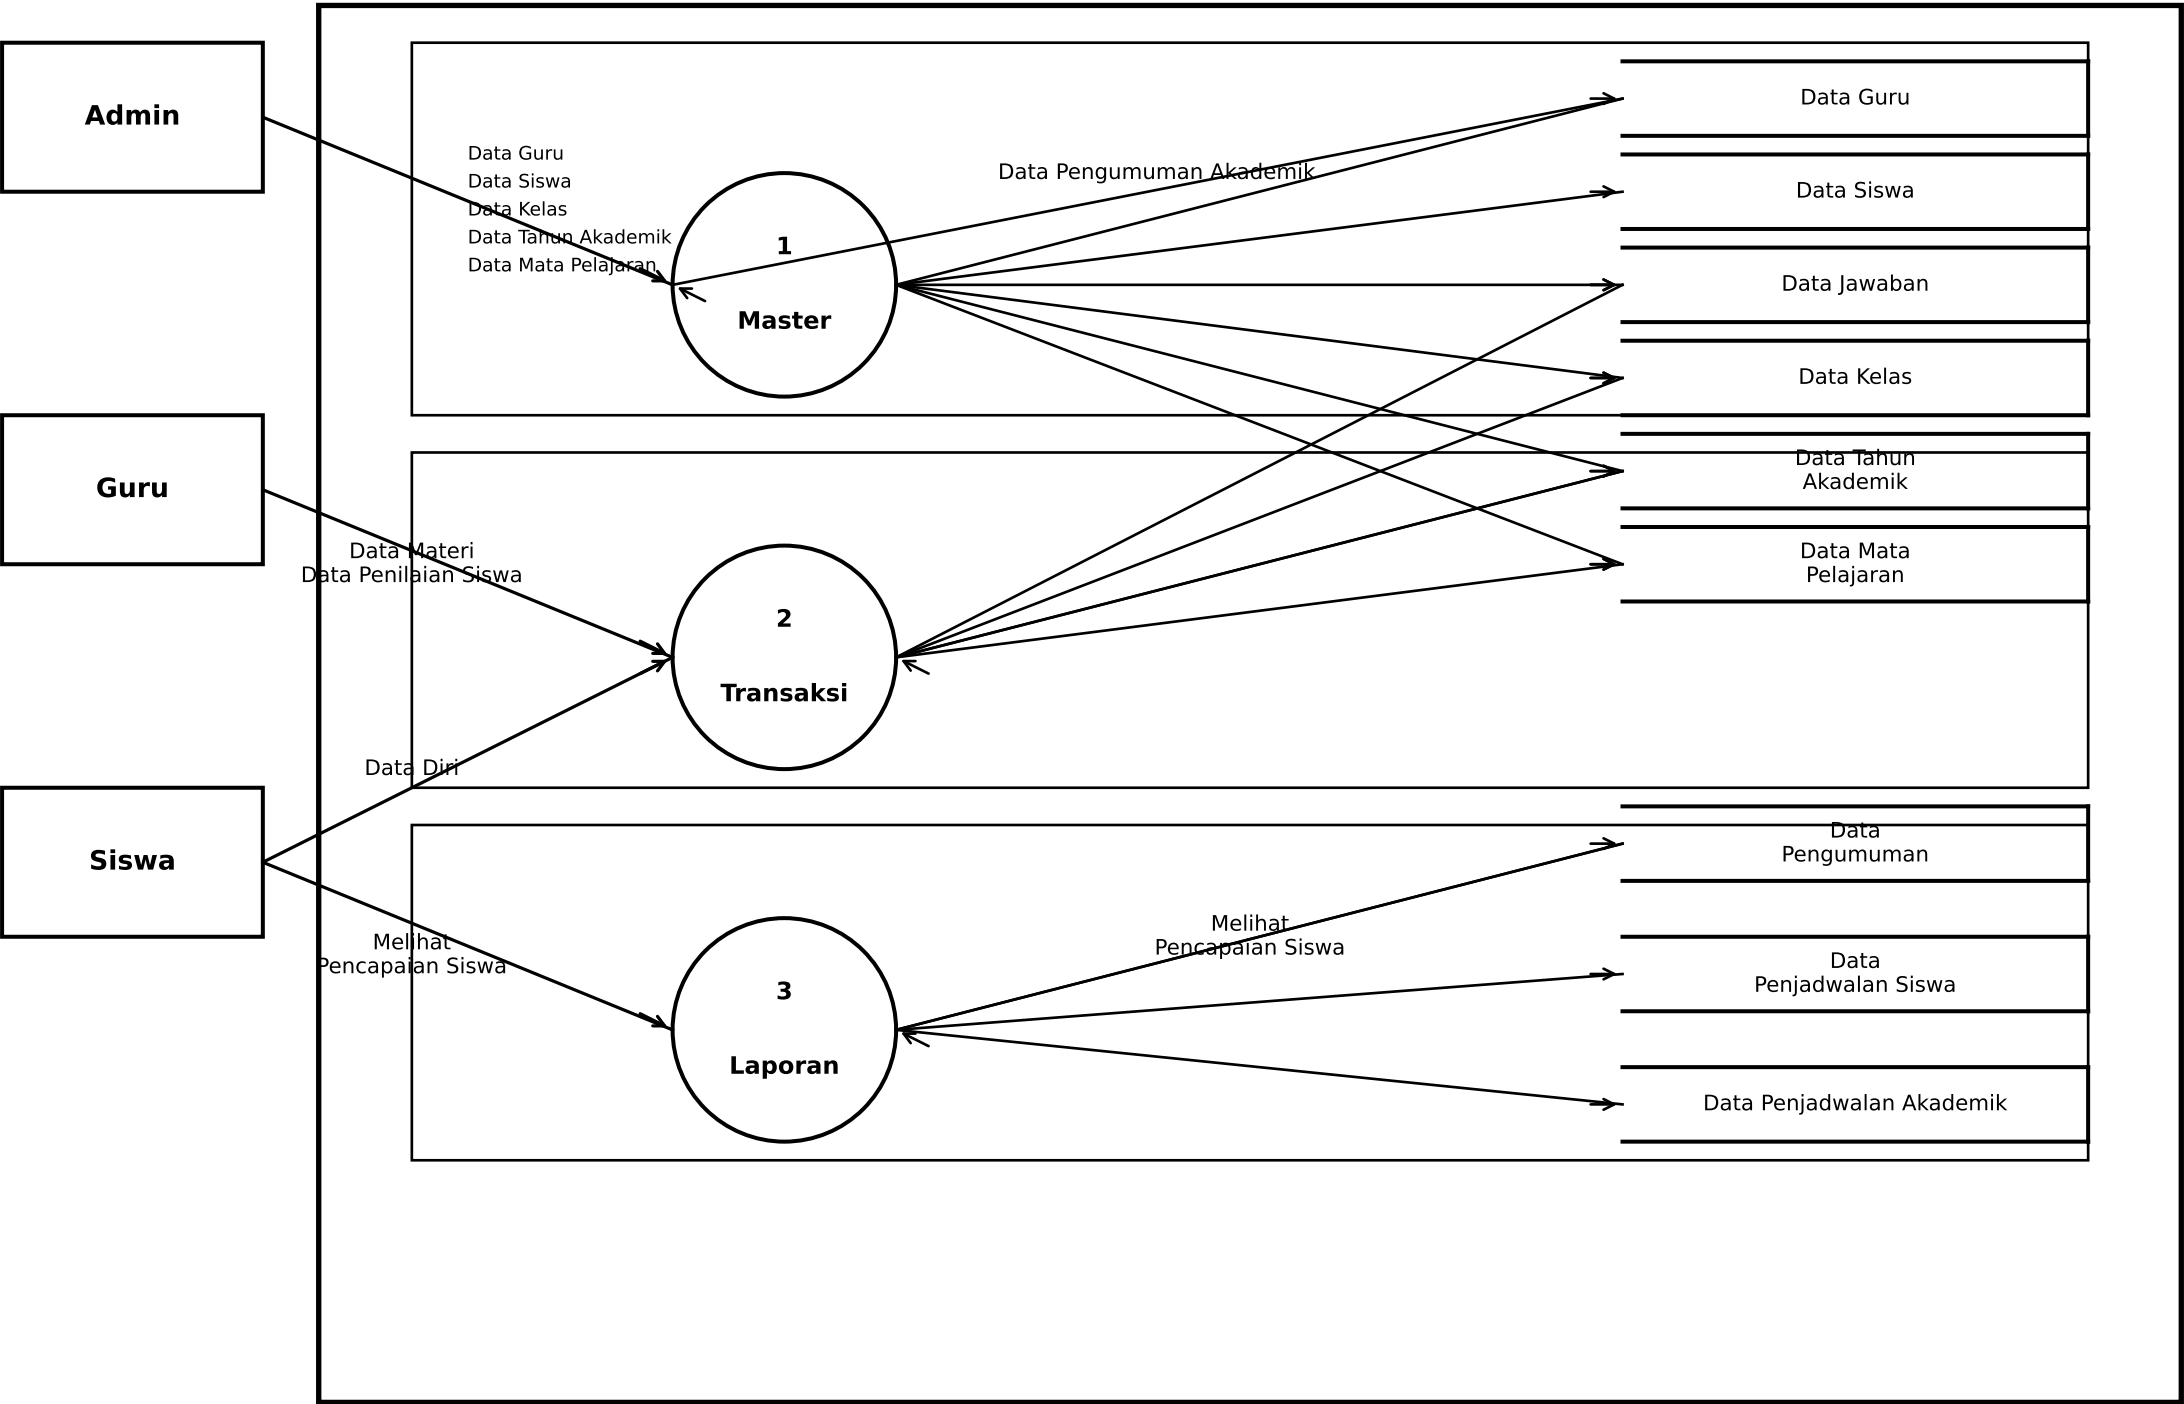 Admin
Data Guru
Data Siswa
Data Kelas
Data Tahun Akademik
Data Mata Pelajaran
1
Master
Data Pengumuman Akademik
Data Guru
Data Siswa
Data Jawaban
Data Kelas
Data Tahun
Akademik
Data Mata
Pelajaran
Guru
Data Materi
Data Penilaian Siswa
2
Transaksi
Data Diri
Siswa
Melihat
Pencapaian Siswa
3
Laporan
Melihat
Pencapaian Siswa
Data
Pengumuman
Data
Penjadwalan Siswa
Data Penjadwalan Akademik